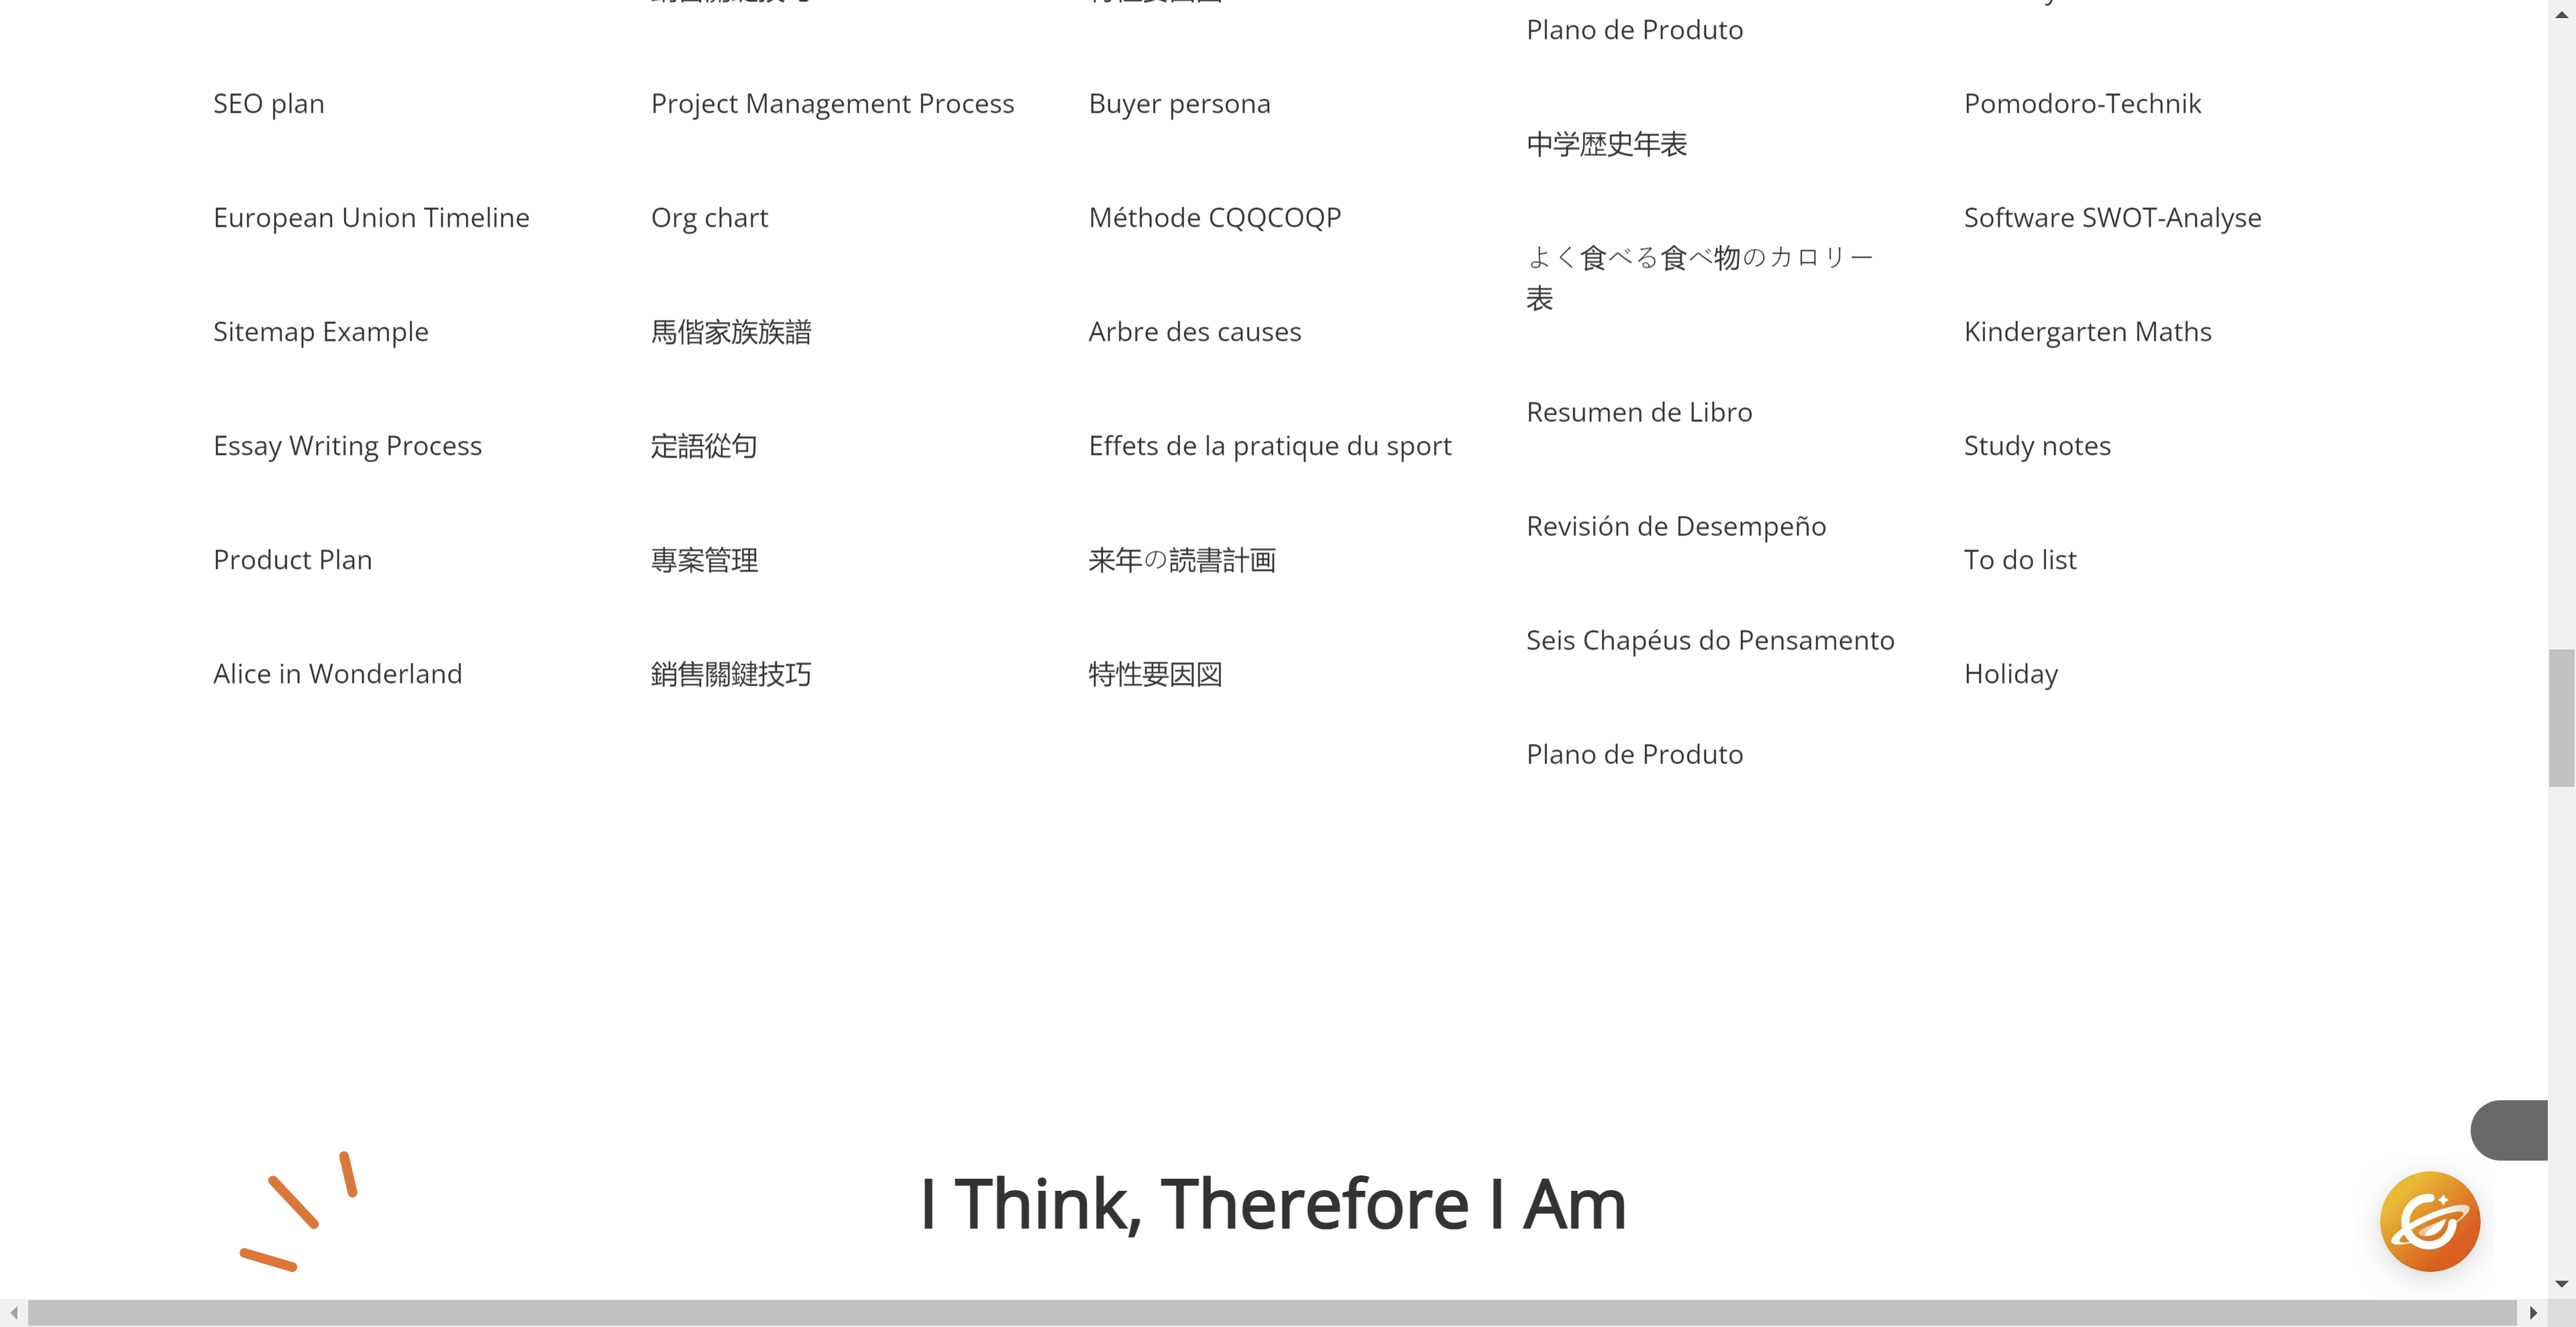 Plano de Produto
SEO plan
European Union Timeline
Sitemap Example
Essay Writing Process
Product Plan
Alice in Wonderland
Project Management Process
Org chart
馬偕家族族譜
定語從句
專案管理
銷售關鍵技巧
Buyer persona
Méthode CQQCOQP
Arbre des causes
Effets de la pratique du sport
来年の読書計画
特性要因図
中学歴史年表
よく食べる食べ物のカロリー
表
Resumen de Libro
Revisión de Desempeño
Seis Chapéus do Pensamento
Plano de Produto
Pomodoro-Technik
Software SWOT-Analyse
Kindergarten Maths
Study notes
To do list
Holiday
I Think, Therefore I Am